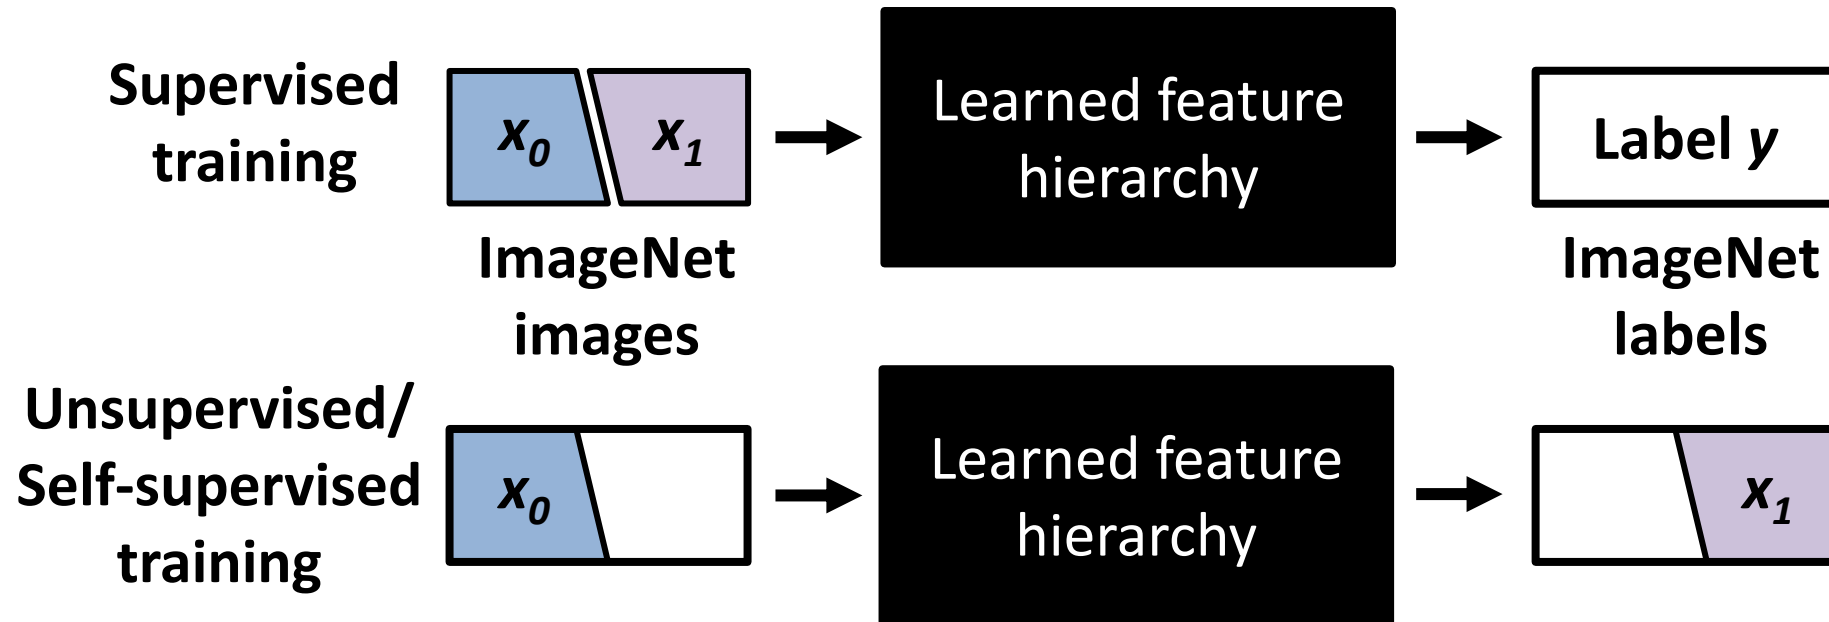 Supervised
training
x0
x1
Learned feature
hierarchy
Label y
ImageNet
images
ImageNet
labels
Unsupervised/
Self-supervised
training
x0
Learned feature
hierarchy
x1